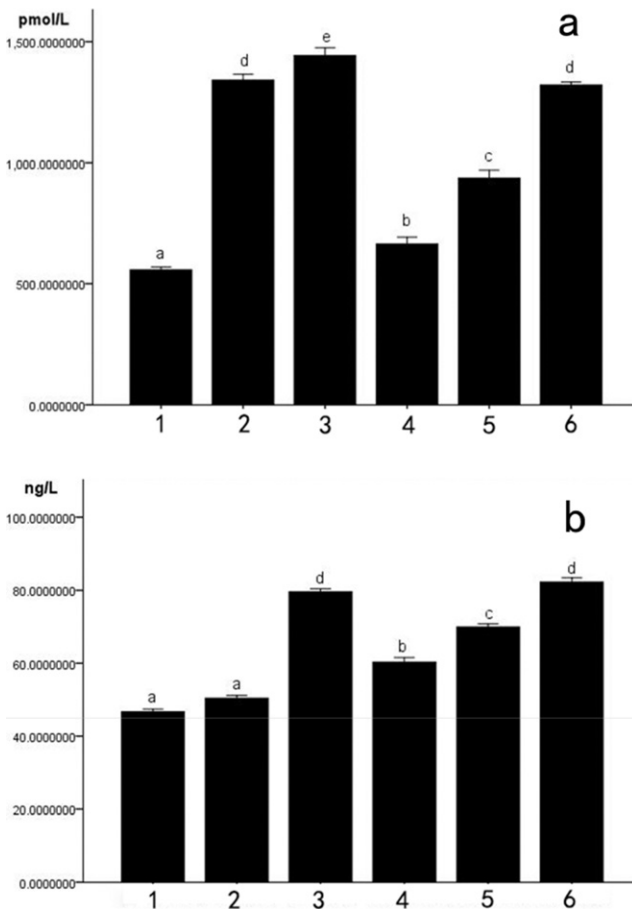 pmol/L
a
1,500.0000000
1,000.0000000
500.0000000
0.0000000
a
d
e
b
c
d
1 2 3 4 5 6
ng/L
b
100.0000000
80.0000000
60.0000000
40.0000000
20.0000000
0.0000000
a
a
d
b
c
d
1 2 3 4 5 6